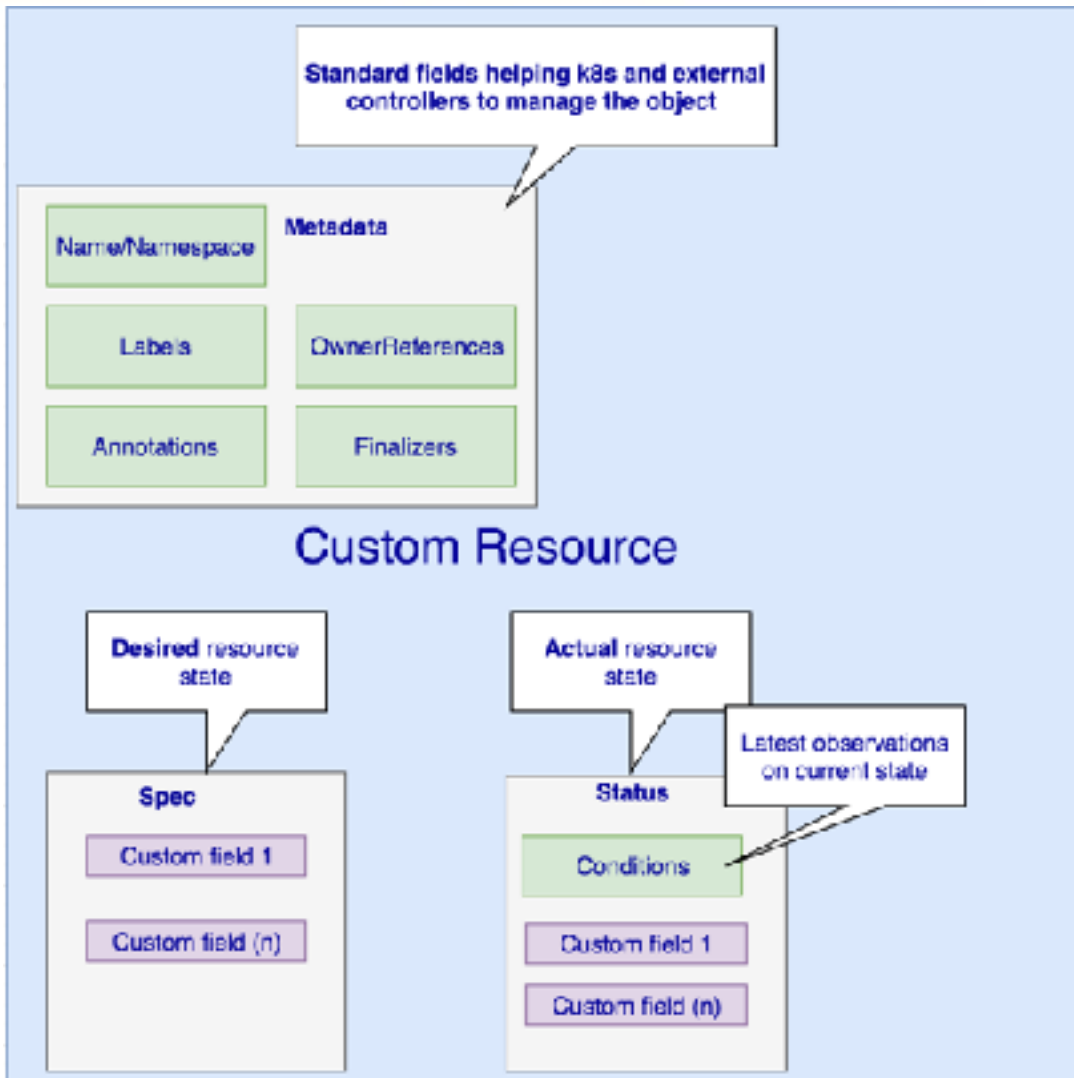 Standard fields helping k8s and external
controllers to manage the object
Metadata
Name/Namespace
Labels
OwnerReferences
Annotations
Finalizers
Custom Resource
Desired resource
state
Actual resource
state
Latest observations
on current state
Spec
Custom field 1
Custom field (n)
Status
Conditions
Custom field 1
Custom field (n)